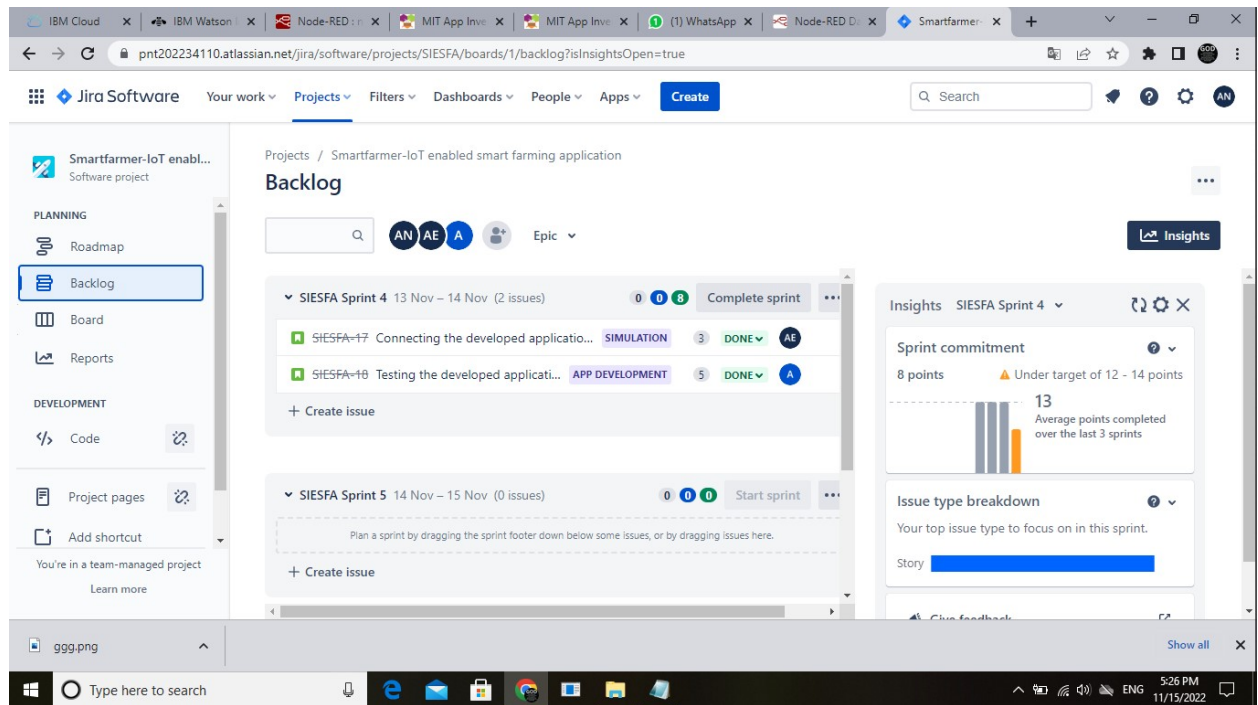 IBM Cloud
IBM Watson
Node-RED : n
MIT App Inve
MIT App Inve
(1) WhatsApp
Node-RED Da
Smartfarmer-
pnt202234110.atlassian.net/jira/software/projects/SIESFA/boards/1/backlog?isInsightsOpen=true
Jira Software Your work Projects Filters Dashboards People Apps Create Search AN
Smartfarmer-IoT enabl...
Software project
PLANNING
Roadmap
Backlog
Board
Reports
DEVELOPMENT
Code
Project pages
Add shortcut
You're in a team-managed project
Learn more
Projects / Smartfarmer-IoT enabled smart farming application
Backlog
AN AE A Epic
Insights
SIESFA Sprint 4 13 Nov – 14 Nov (2 issues) 0 0 8 Complete sprint
SIESFA-17 Connecting the developed applicatio... SIMULATION 3 DONE AE
SIESFA-18 Testing the developed applicati... APP DEVELOPMENT 5 DONE A
+ Create issue
SIESFA Sprint 5 14 Nov – 15 Nov (0 issues) 0 0 0 Start sprint
Plan a sprint by dragging the sprint footer down below some issues, or by dragging issues here.
+ Create issue
Insights SIESFA Sprint 4
Sprint commitment
8 points Under target of 12 - 14 points
13
Average points completed
over the last 3 sprints
Issue type breakdown
Your top issue type to focus on in this sprint.
Story
Give feedback
ggg.png
Show all
Type here to search
ENG
5:26 PM
11/15/2022